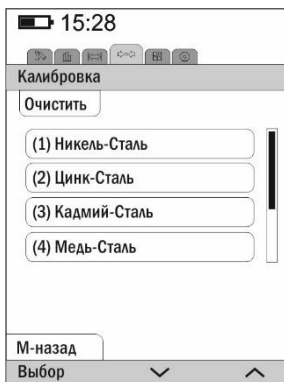 15:28
Калибровка
Очистить
(1) Никель-Сталь
(2) Цинк-Сталь
(3) Кадмий-Сталь
(4) Медь-Сталь
М-назад
Выбор